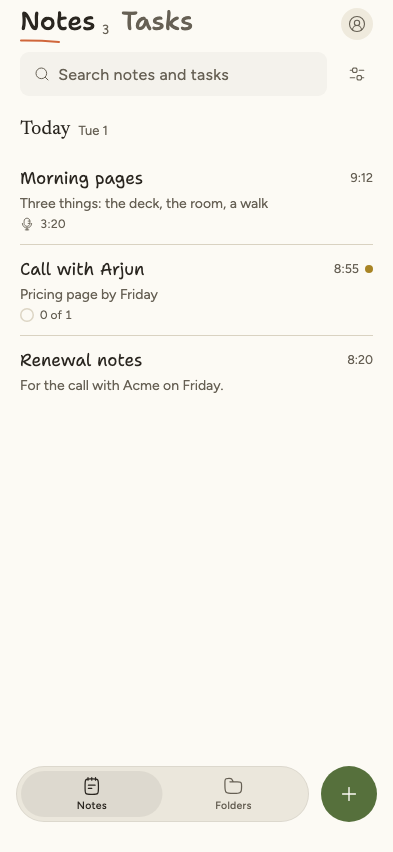 Notes 3 Tasks
Search notes and tasks
Today Tue 1
Morning pages 9:12
Three things: the deck, the room, a walk
3:20
Call with Arjun 8:55
Pricing page by Friday
0 of 1
Renewal notes 8:20
For the call with Acme on Friday.
Notes Folders